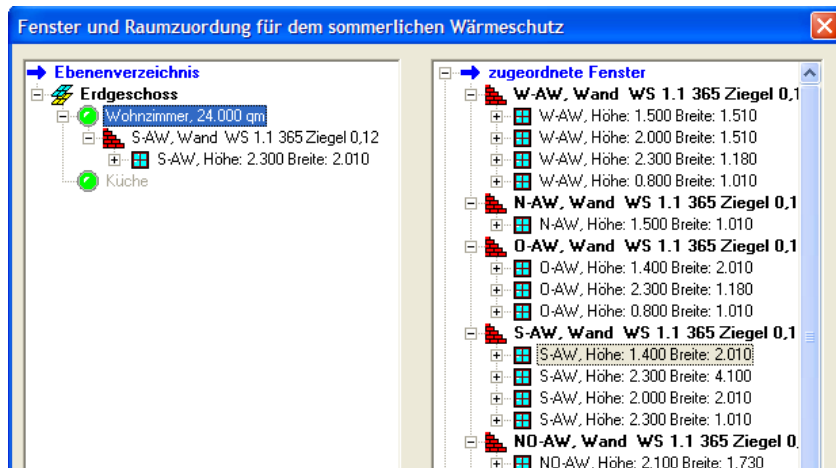 Fenster und Raumzuordung für dem sommerlichen Wärmeschutz
Ebenenverzeichnis
Erdgeschoss
Wohnzimmer, 24.000 qm
S-AW, Wand WS 1.1 365 Ziegel 0,12
S-AW, Höhe: 2.300 Breite: 2.010
Küche
zugeordnete Fenster
W-AW, Wand WS 1.1 365 Ziegel 0,1
W-AW, Höhe: 1.500 Breite: 1.510
W-AW, Höhe: 2.000 Breite: 1.510
W-AW, Höhe: 2.300 Breite: 1.180
W-AW, Höhe: 0.800 Breite: 1.010
N-AW, Wand WS 1.1 365 Ziegel 0,1
N-AW, Höhe: 1.500 Breite: 1.010
O-AW, Wand WS 1.1 365 Ziegel 0,1
O-AW, Höhe: 1.400 Breite: 2.010
O-AW, Höhe: 2.300 Breite: 1.180
O-AW, Höhe: 0.800 Breite: 1.010
S-AW, Wand WS 1.1 365 Ziegel 0,1
S-AW, Höhe: 1.400 Breite: 2.010
S-AW, Höhe: 2.300 Breite: 4.100
S-AW, Höhe: 2.000 Breite: 2.010
S-AW, Höhe: 2.300 Breite: 1.010
NO-AW, Wand WS 1.1 365 Ziegel 0,
NO-AW, Höhe: 2.100 Breite: 1.730